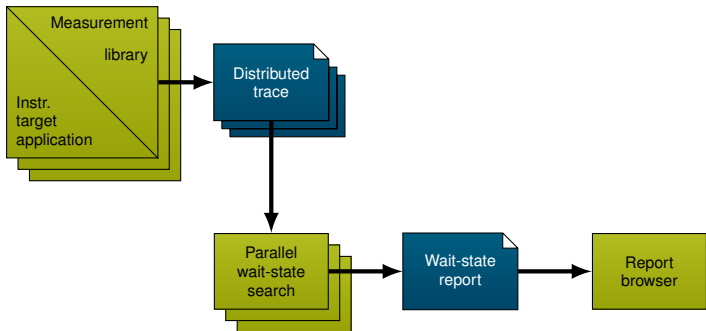 Measurement
library
Instr.
target
application
Distributed
trace
Parallel
wait-state
search
Wait-state
report
Report
browser